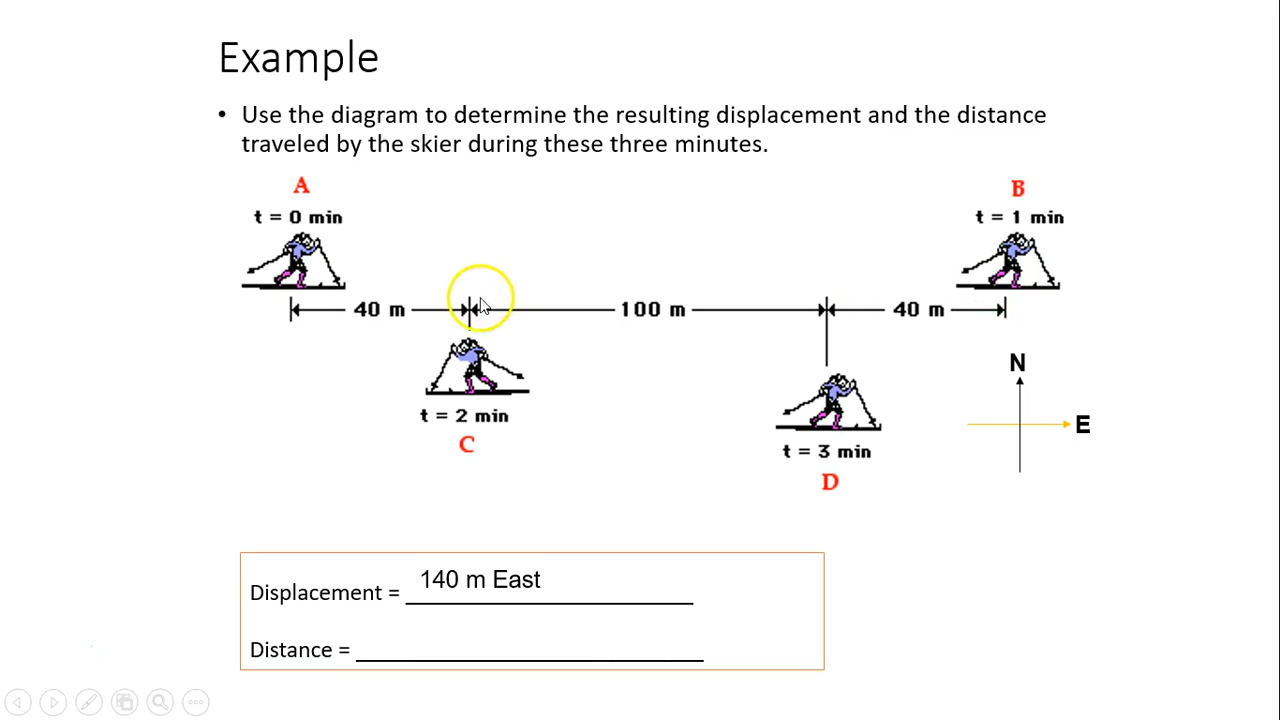 Example
• Use the diagram to determine the resulting displacement and the distance
traveled by the skier during these three minutes.
A
B
t = 0 min
t = 1 min
40 m
100 m
40 m
N
t = 2 min
E
C
t = 3 min
D
Displacement = 140 m East
Distance =